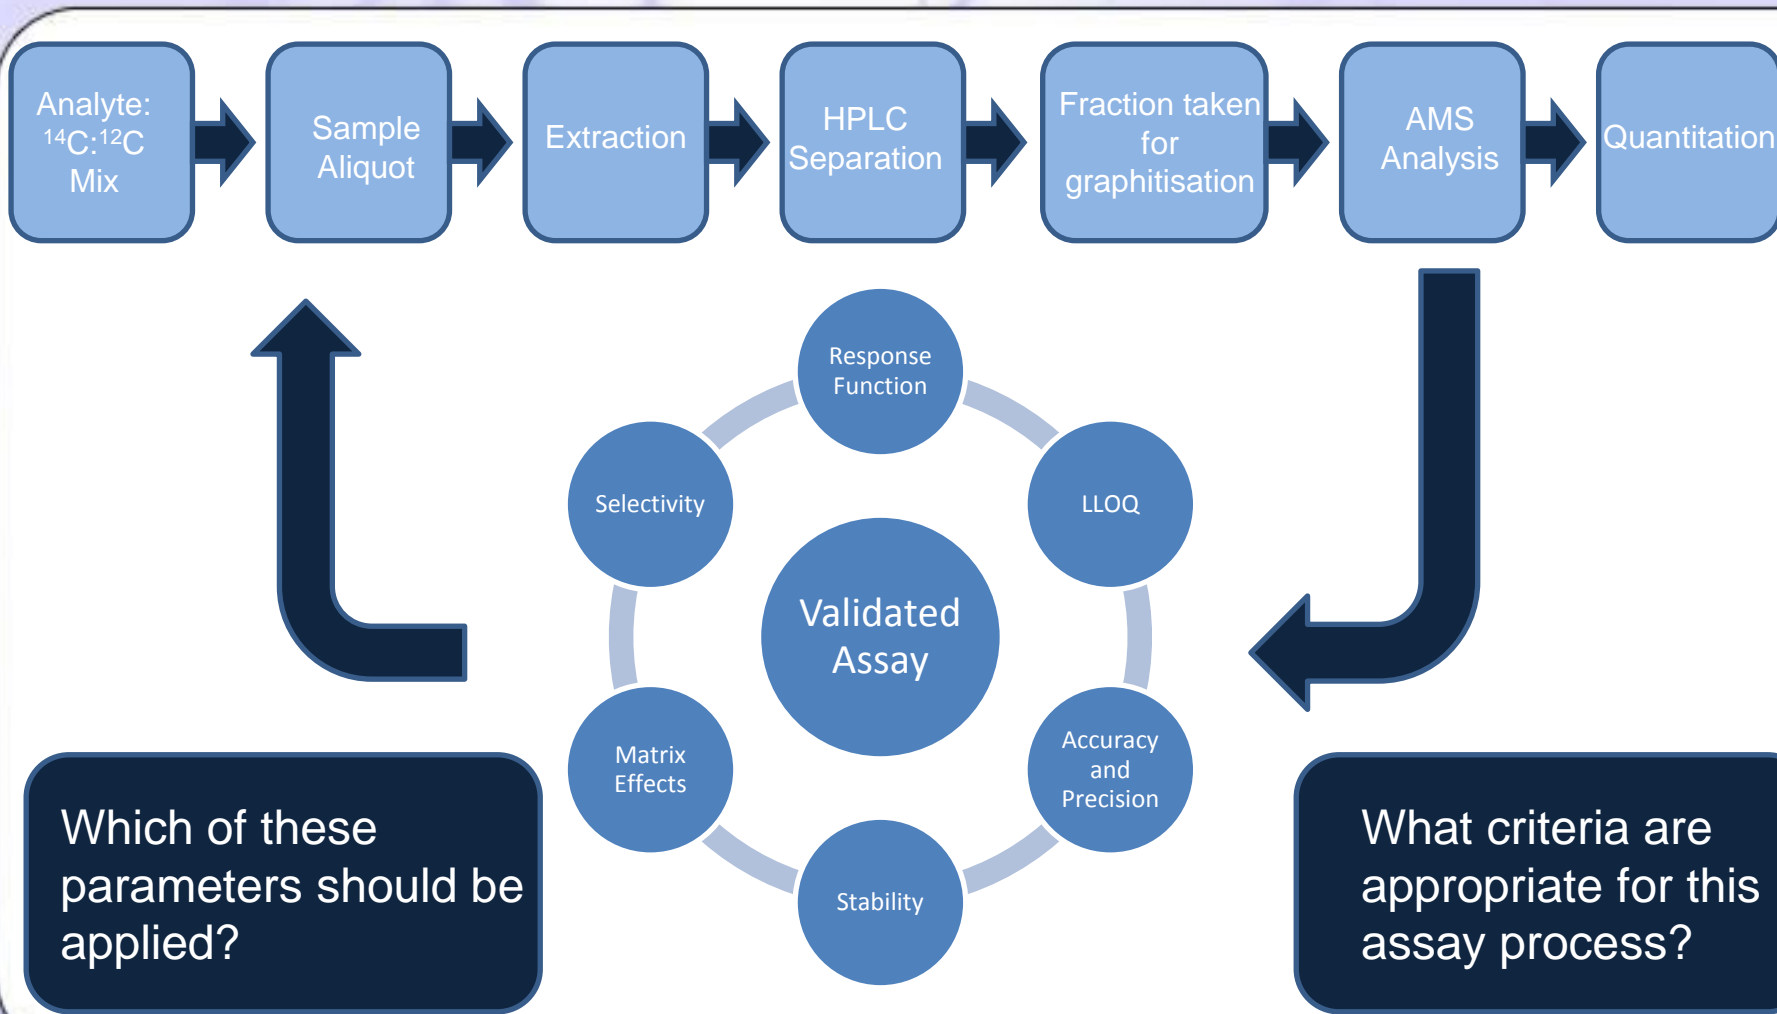 Analyte:
¹⁴C:¹²C
Mix
Sample
Aliquot
Extraction
HPLC
Separation
Fraction taken
for
graphitisation
AMS
Analysis
Quantitation
Response
Function
Selectivity
LLOQ
Validated
Assay
Matrix
Effects
Accuracy
and
Precision
Stability
Which of these
parameters should be
applied?
What criteria are
appropriate for this
assay process?